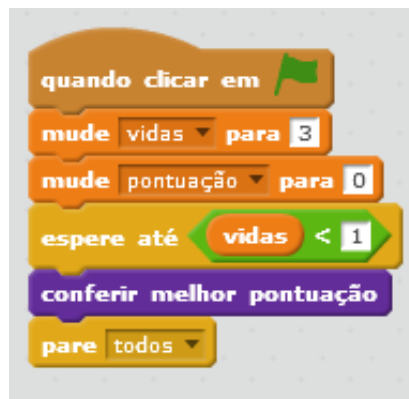 quando clicar em
mude vidas para 3
mude pontuação para 0
espere até vidas < 1
conferir melhor pontuação
pare todos